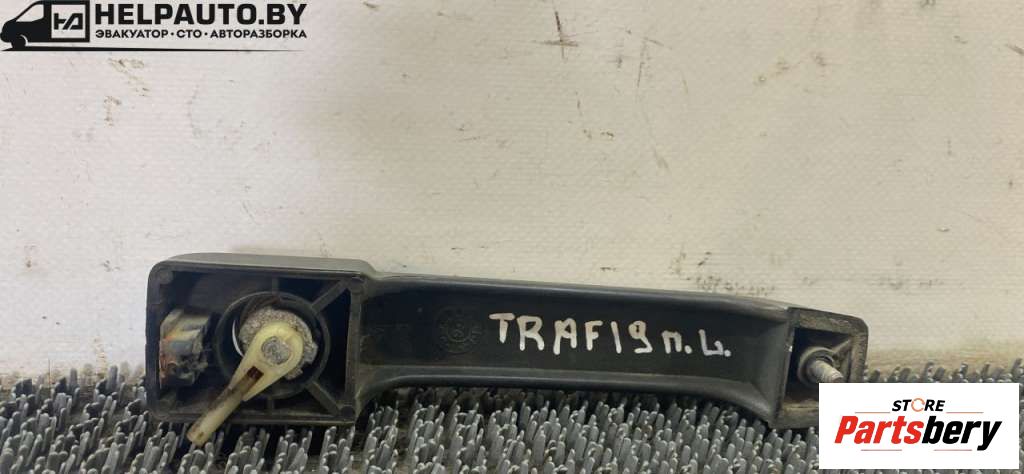 HELPAUTO.BY
ЭВАКУАТОР • СТО • АВТОРАЗБОРКА
TRAF19 п. L.
STORE
Partsbery